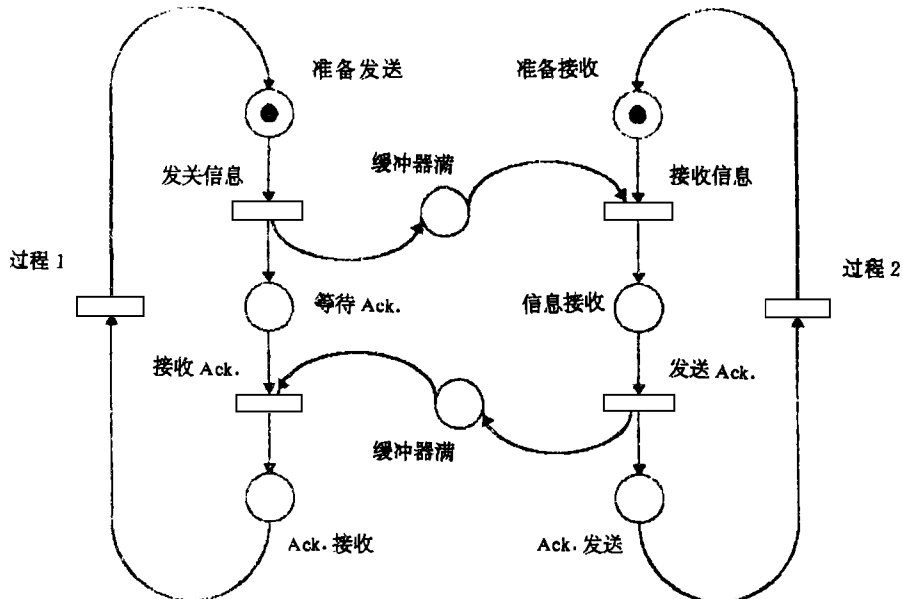 准备发送
准备接收
缓冲器满
发关信息
接收信息
过程 1
过程 2
等待 Ack.
信息接收
接收 Ack.
发送 Ack.
缓冲器满
Ack. 接收
Ack. 发送